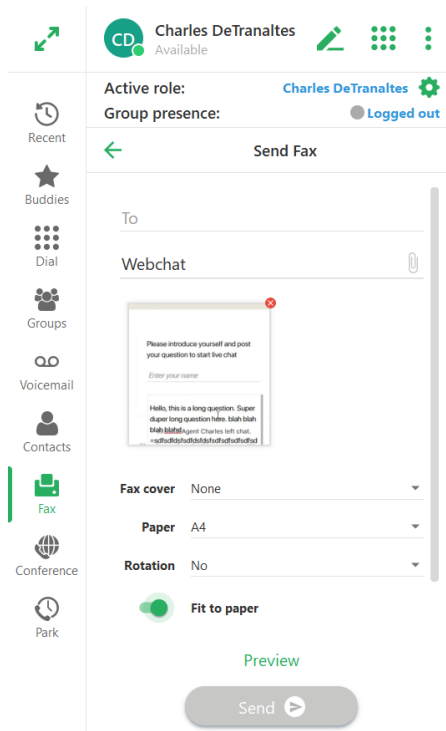 CD
Charles DeTranaltes
Available
Active role:
Charles DeTranaltes
Group presence:
Logged out
Send Fax
Recent
Buddies
Dial
Groups
Voicemail
Contacts
Fax
Conference
Park
To
Webchat
Please introduce yourself and post
your question to start live chat
Enter your name
Hello, this is a long question. Super
duper long question here. blah blah
blah blahd
Agent Charles left chat.
Fax cover None
Paper A4
Rotation No
Fit to paper
Preview
Send